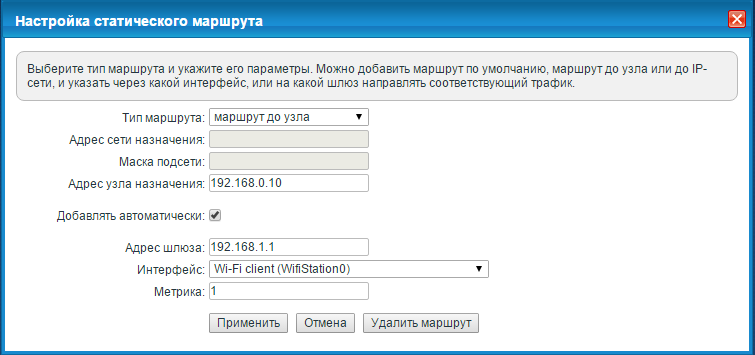 Настройка статического маршрута
Выберите тип маршрута и укажите его параметры. Можно добавить маршрут по умолчанию, маршрут до узла или до IP-
сети, и указать через какой интерфейс, или на какой шлюз направлять соответствующий трафик.
Тип маршрута: маршрут до узла
Адрес сети назначения:
Маска подсети:
Адрес узла назначения: 192.168.0.10
Добавлять автоматически:
Адрес шлюза: 192.168.1.1
Интерфейс: Wi-Fi client (WifiStation0)
Метрика: 1
Применить Отмена Удалить маршрут